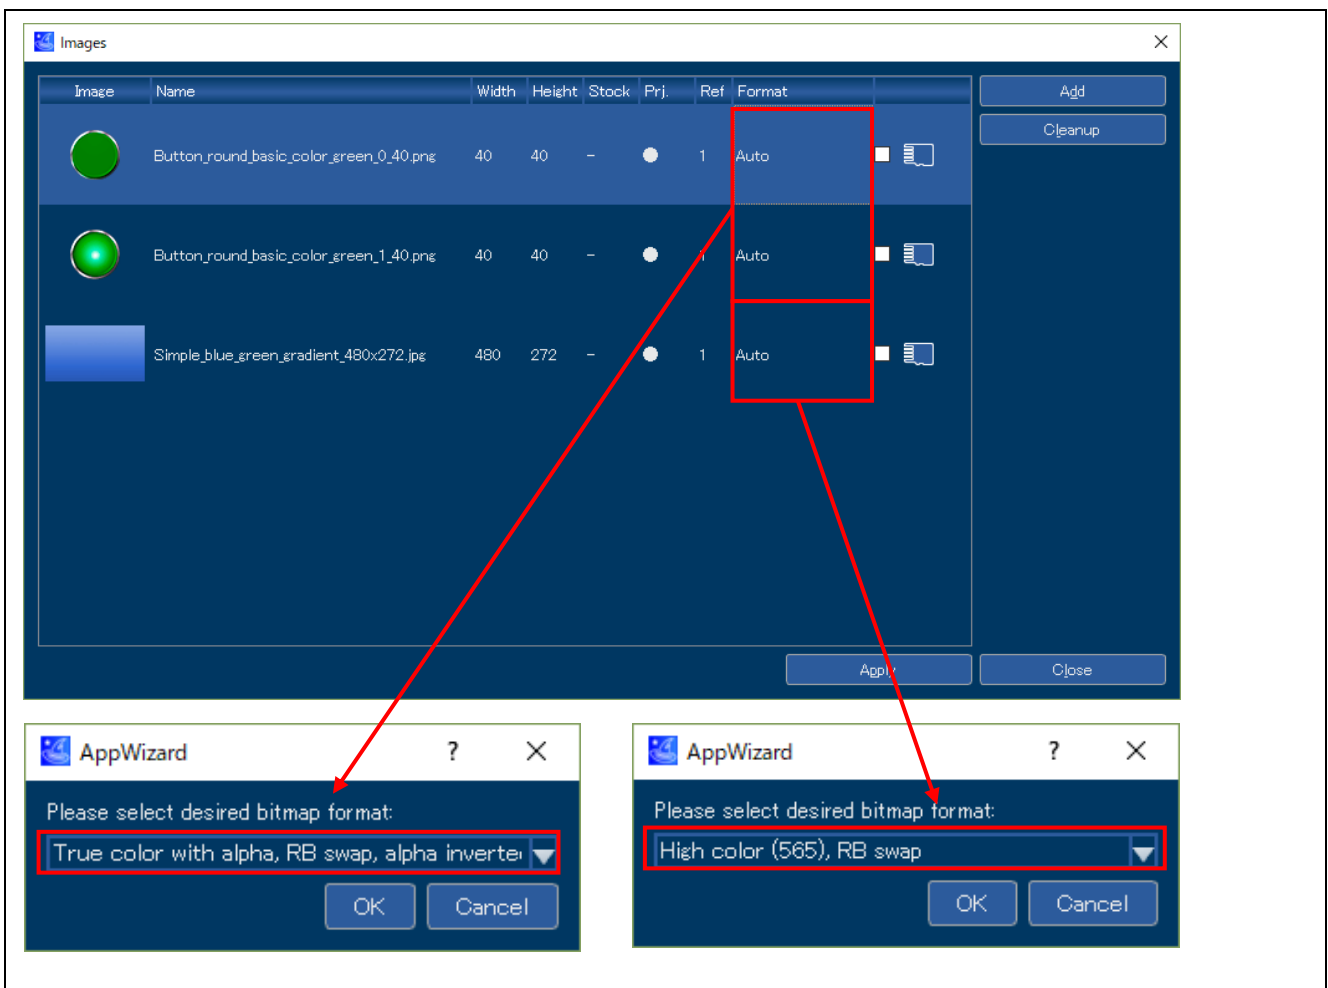 Images
Image Name Width Height Stock Prj. Ref Format
Add
Cleanup
Button_round_basic_color_green_0_40.png 40 40 - 1 Auto
Button_round_basic_color_green_1_40.png 40 40 - 1 Auto
Simple_blue_green_gradient_480x272.jpg 480 272 - 1 Auto
Apply Close
AppWizard ?
Please select desired bitmap format:
True color with alpha, RB swap, alpha inverte
OK Cancel
AppWizard ?
Please select desired bitmap format:
High color (565), RB swap
OK Cancel